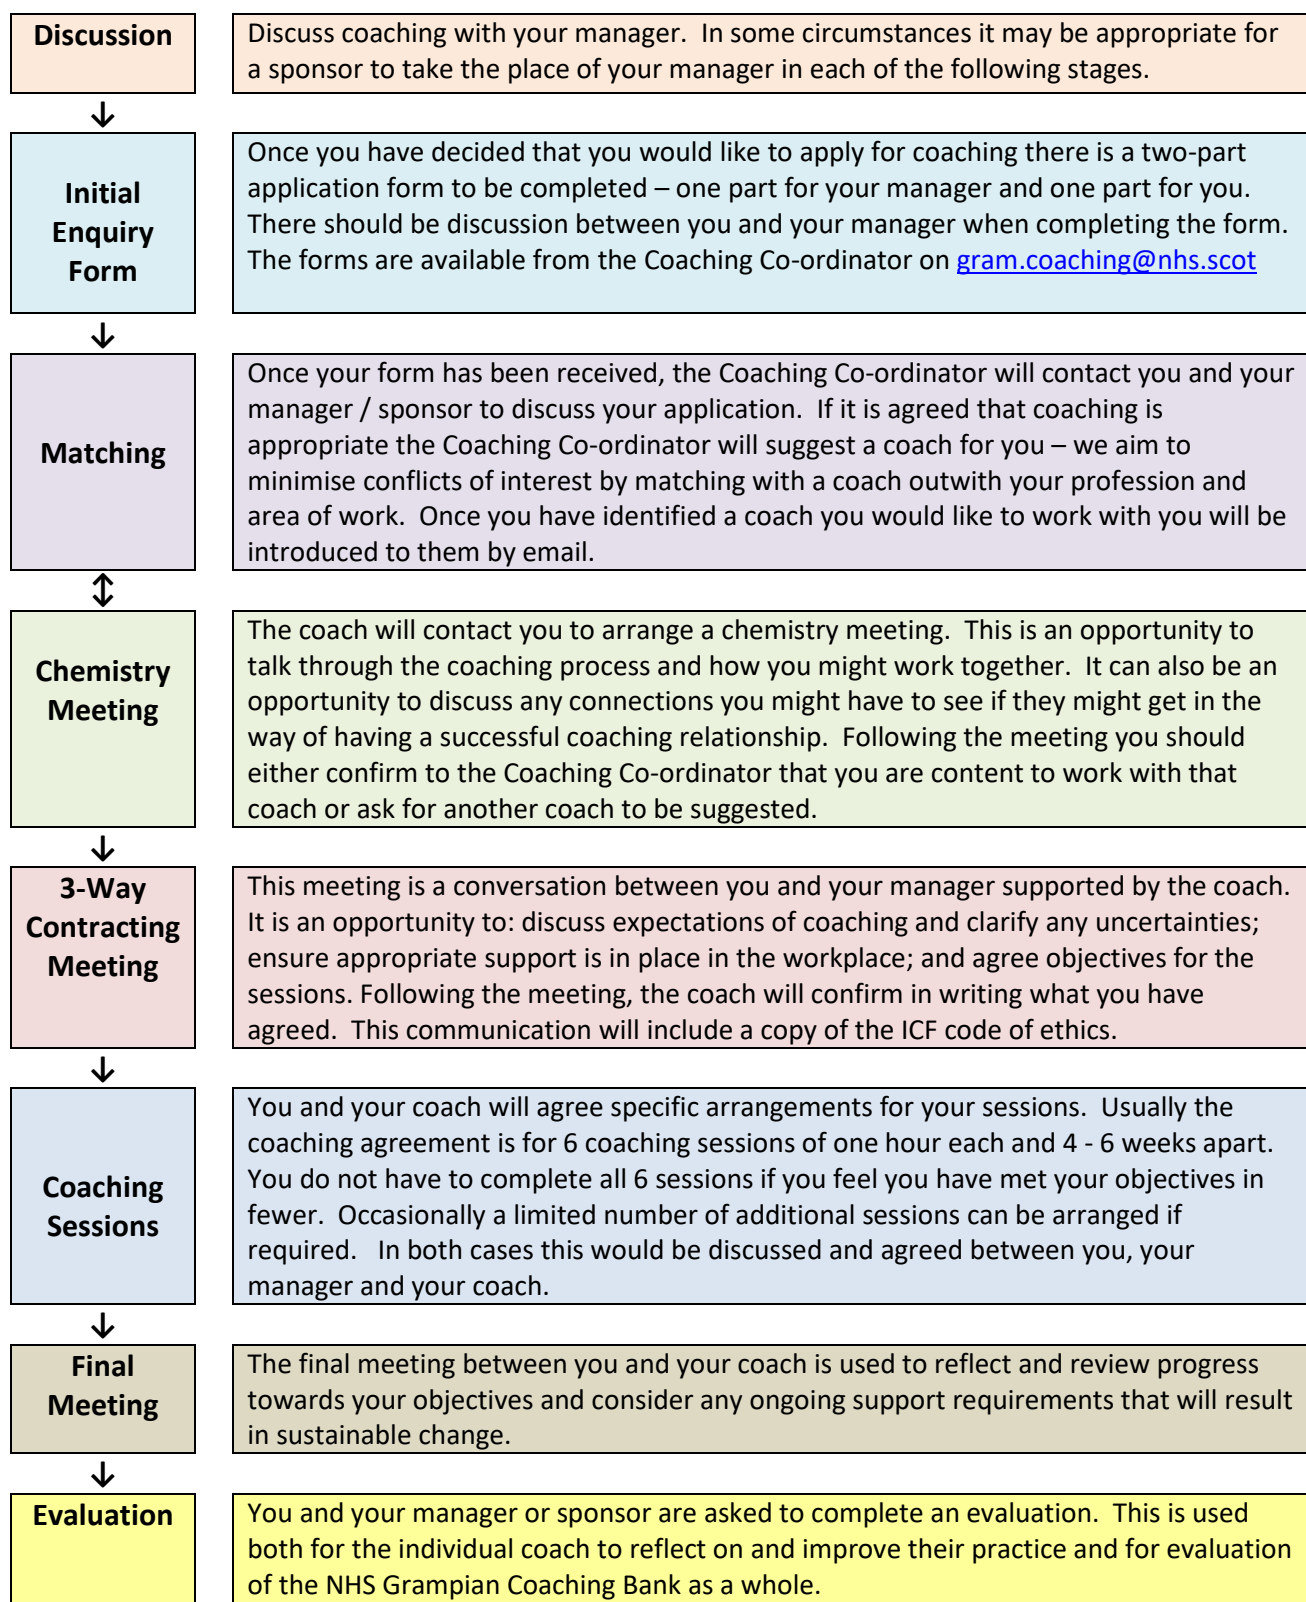 Discussion
Discuss coaching with your manager.  In some circumstances it may be appropriate for
a sponsor to take the place of your manager in each of the following stages.
↓
Initial
Enquiry
Form
Once you have decided that you would like to apply for coaching there is a two-part
application form to be completed – one part for your manager and one part for you.
There should be discussion between you and your manager when completing the form.
The forms are available from the Coaching Co-ordinator on gram.coaching@nhs.scot
↓
Matching
Once your form has been received, the Coaching Co-ordinator will contact you and your
manager / sponsor to discuss your application.  If it is agreed that coaching is
appropriate the Coaching Co-ordinator will suggest a coach for you – we aim to
minimise conflicts of interest by matching with a coach outwith your profession and
area of work.  Once you have identified a coach you would like to work with you will be
introduced to them by email.
↕
Chemistry
Meeting
The coach will contact you to arrange a chemistry meeting.  This is an opportunity to
talk through the coaching process and how you might work together.  It can also be an
opportunity to discuss any connections you might have to see if they might get in the
way of having a successful coaching relationship.  Following the meeting you should
either confirm to the Coaching Co-ordinator that you are content to work with that
coach or ask for another coach to be suggested.
↓
3-Way
Contracting
Meeting
This meeting is a conversation between you and your manager supported by the coach.
It is an opportunity to: discuss expectations of coaching and clarify any uncertainties;
ensure appropriate support is in place in the workplace; and agree objectives for the
sessions. Following the meeting, the coach will confirm in writing what you have
agreed.  This communication will include a copy of the ICF code of ethics.
↓
Coaching
Sessions
You and your coach will agree specific arrangements for your sessions.  Usually the
coaching agreement is for 6 coaching sessions of one hour each and 4 - 6 weeks apart.
You do not have to complete all 6 sessions if you feel you have met your objectives in
fewer.  Occasionally a limited number of additional sessions can be arranged if
required.   In both cases this would be discussed and agreed between you, your
manager and your coach.
↓
Final
Meeting
The final meeting between you and your coach is used to reflect and review progress
towards your objectives and consider any ongoing support requirements that will result
in sustainable change.
↓
Evaluation
You and your manager or sponsor are asked to complete an evaluation.  This is used
both for the individual coach to reflect on and improve their practice and for evaluation
of the NHS Grampian Coaching Bank as a whole.